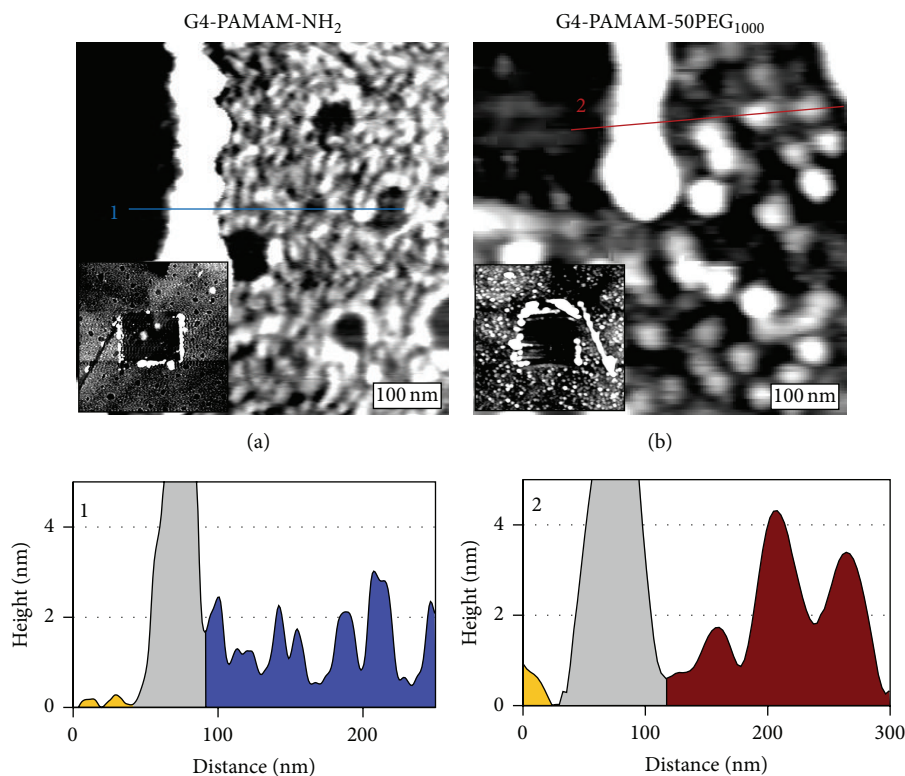 G4-PAMAM-NH₂
G4-PAMAM-50PEG₁₀₀₀
1
100 nm
2
100 nm
(a)
(b)
1
4
2
0
Height (nm)
0
100
200
Distance (nm)
2
4
2
0
Height (nm)
0
100
200
300
Distance (nm)